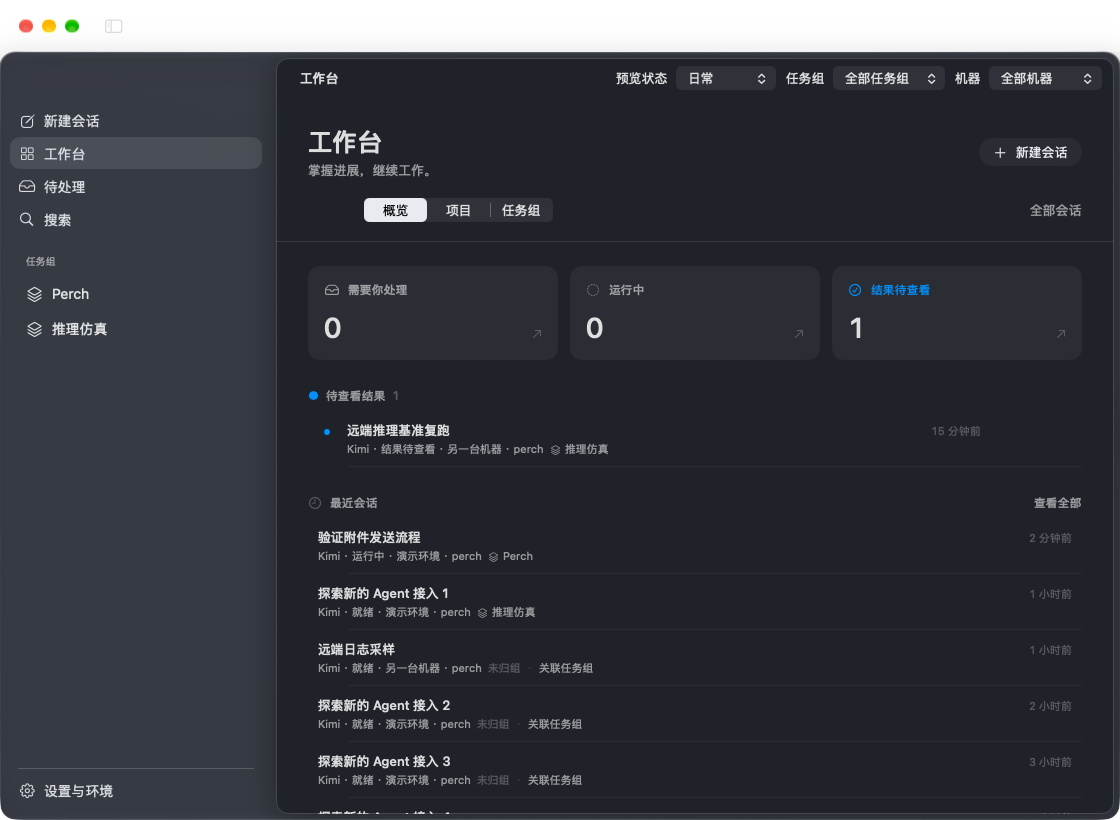 工作台 预览状态 日常 任务组 全部任务组 机器 全部机器
新建会话
工作台
待处理
搜索
任务组
Perch
推理仿真
设置与环境
工作台
掌握进展，继续工作。
+ 新建会话
概览 项目 任务组 全部会话
需要你处理
0
运行中
0
结果待查看
1
待查看结果 1
远端推理基准复跑 15 分钟前
Kimi · 结果待查看 · 另一台机器 · perch 推理仿真
最近会话 查看全部
验证附件发送流程 2 分钟前
Kimi · 运行中 · 演示环境 · perch Perch
探索新的 Agent 接入 1 1 小时前
Kimi · 就绪 · 演示环境 · perch 推理仿真
远端日志采样 1 小时前
Kimi · 就绪 · 另一台机器 · perch 未归组 · 关联任务组
探索新的 Agent 接入 2 2 小时前
Kimi · 就绪 · 演示环境 · perch 未归组 · 关联任务组
探索新的 Agent 接入 3 3 小时前
Kimi · 就绪 · 演示环境 · perch 未归组 · 关联任务组